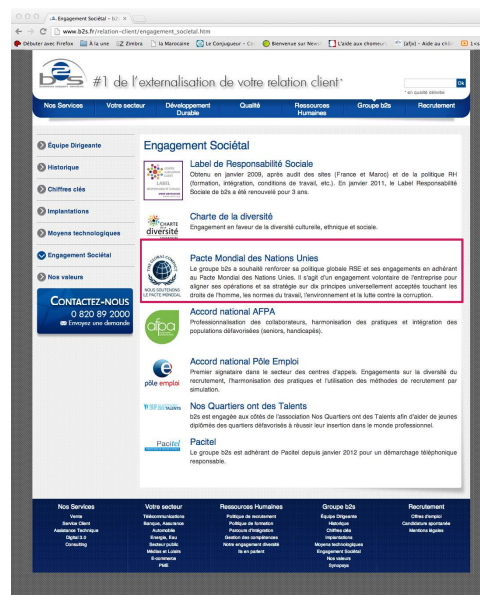 :A. Engagement Sociétal - b2s
www.b2s.fr/relation-client/engagement_societal.htm
Débuter avec Firefox À la une Zimbra la Marocaine Le Conjugueur - Co Bienvenue sur News L'aide aux chomeur
b2s
#1 de l'externalisation de votre relation client*
Ok
* en qualité délivrée
Nos Services Votre secteur Développement Durable Qualité Ressources Humaines Groupe b2s Recrutement
Équipe Dirigeante
Historique
Chiffres clés
Implantations
Moyens technologiques
Engagement Sociétal
Nos valeurs
CONTACTEZ-NOUS
0 820 89 2000
Envoyez une demande
Engagement Sociétal
LABEL
Label de Responsabilité Sociale
Obtenu en janvier 2009, après audit des sites (France et Maroc) et de la politique RH
(formation, intégration, conditions de travail, etc.). En janvier 2011, le Label Responsabilité
Sociale de b2s a été renouvelé pour 3 ans.
CHARTE
de la
diversité
Charte de la diversité
Engagement en faveur de la diversité culturelle, ethnique et sociale.
THE GLOBAL COMPACT
NOUS SOUTENONS
LE PACTE MONDIAL
Pacte Mondial des Nations Unies
Le groupe b2s a souhaité renforcer sa politique globale RSE et ses engagements en adhérant
au Pacte Mondial des Nations Unies. Il s'agit d'un engagement volontaire de l'entreprise pour
aligner ses opérations et sa stratégie sur dix principes universellement acceptés touchant les
droits de l'homme, les normes du travail, l'environnement et la lutte contre la corruption.
afpa
Accord national AFPA
Professionnalisation des collaborateurs, harmonisation des pratiques et intégration des
populations défavorisées (seniors, handicapés).
pôle emploi
Accord national Pôle Emploi
Premier signataire dans le secteur des centres d'appels. Engagements sur la diversité du
recrutement, l'harmonisation des pratiques et l'utilisation des méthodes de recrutement par
simulation.
Nos Quartiers ont des Talents
b2s est engagée aux côtés de l'association Nos Quartiers ont des Talents afin d'aider de jeunes
diplômés des quartiers défavorisés à réussir leur insertion dans le monde professionnel.
Pacitel
Pacitel
Le groupe b2s est adhérant de Pacitel depuis janvier 2012 pour un démarchage téléphonique
responsable.
Nos Services
Vente
Service Client
Assistance Technique
Digital 3.0
Consulting
Votre secteur
Télécommunications
Banque, Assurance
Automobile
Energie, Eau
Secteur public
Médias et Loisirs
E-commerce
PME
Ressources Humaines
Politique de recrutement
Politique de formation
Parcours d'intégration
Gestion des compétences
Notre engagement diversité
Ils en parlent
Groupe b2s
Équipe Dirigeante
Historique
Chiffres clés
Implantations
Moyens technologiques
Engagement Sociétal
Nos valeurs
Synopsys
Recrutement
Offres d'emploi
Candidature spontanée
Mentions légales